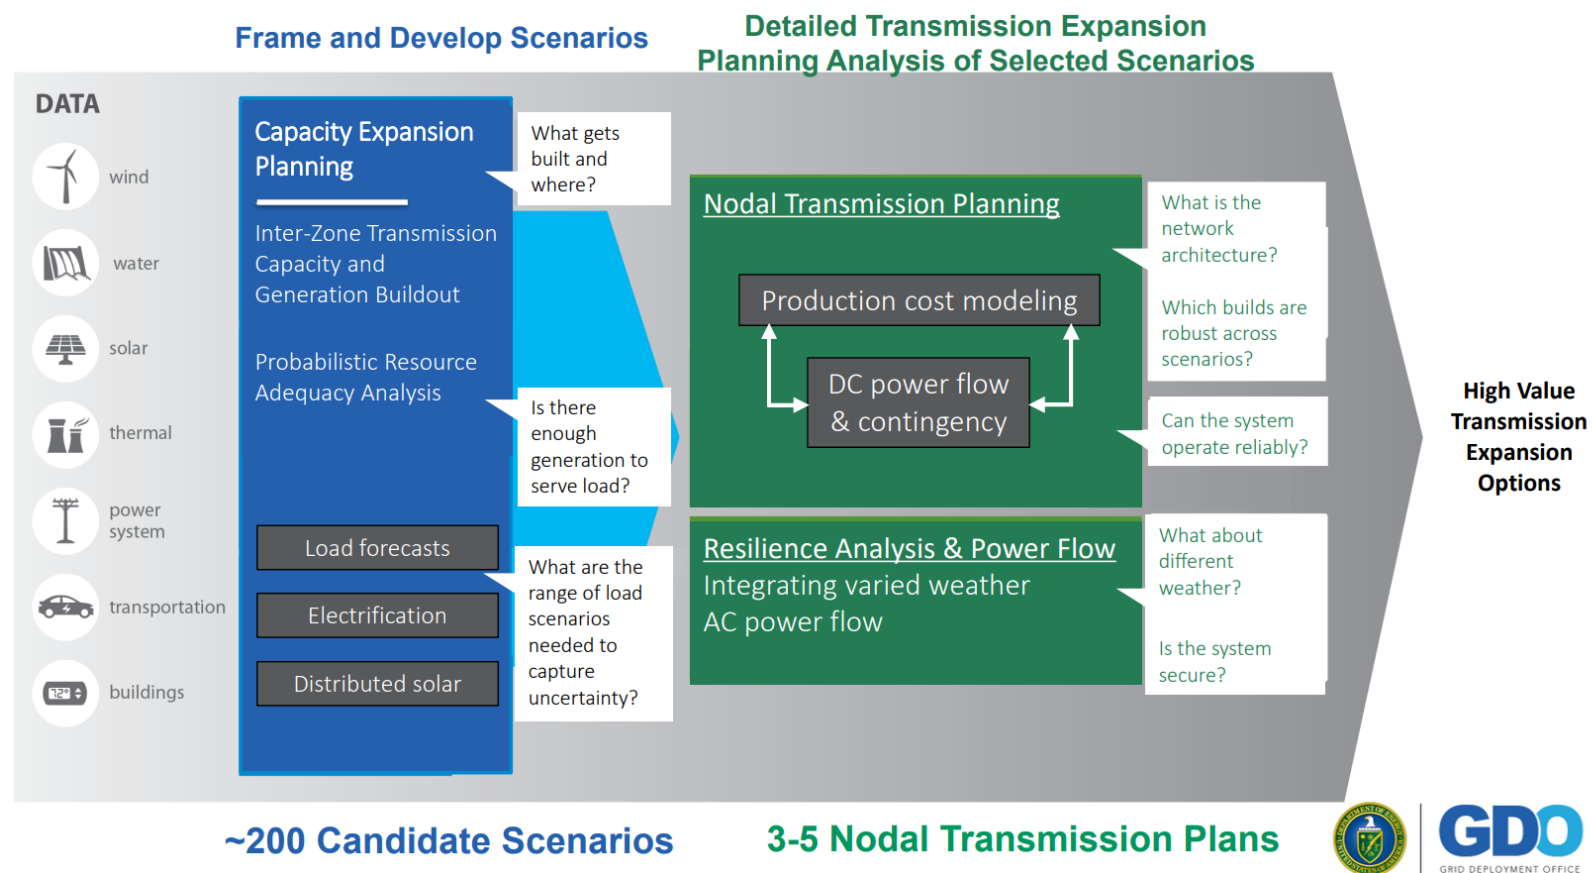 Frame and Develop Scenarios
Detailed Transmission Expansion
Planning Analysis of Selected Scenarios
DATA
wind
water
solar
thermal
power
system
transportation
buildings
Capacity Expansion
Planning
Inter-Zone Transmission
Capacity and
Generation Buildout
Probabilistic Resource
Adequacy Analysis
Load forecasts
Electrification
Distributed solar
What gets
built and
where?
Is there
enough
generation to
serve load?
What are the
range of load
scenarios
needed to
capture
uncertainty?
Nodal Transmission Planning
Production cost modeling
DC power flow
& contingency
What is the
network
architecture?
Which builds are
robust across
scenarios?
Can the system
operate reliably?
Resilience Analysis & Power Flow
Integrating varied weather
AC power flow
What about
different
weather?
Is the system
secure?
High Value
Transmission
Expansion
Options
~200 Candidate Scenarios
3-5 Nodal Transmission Plans
GDO
GRID DEPLOYMENT OFFICE